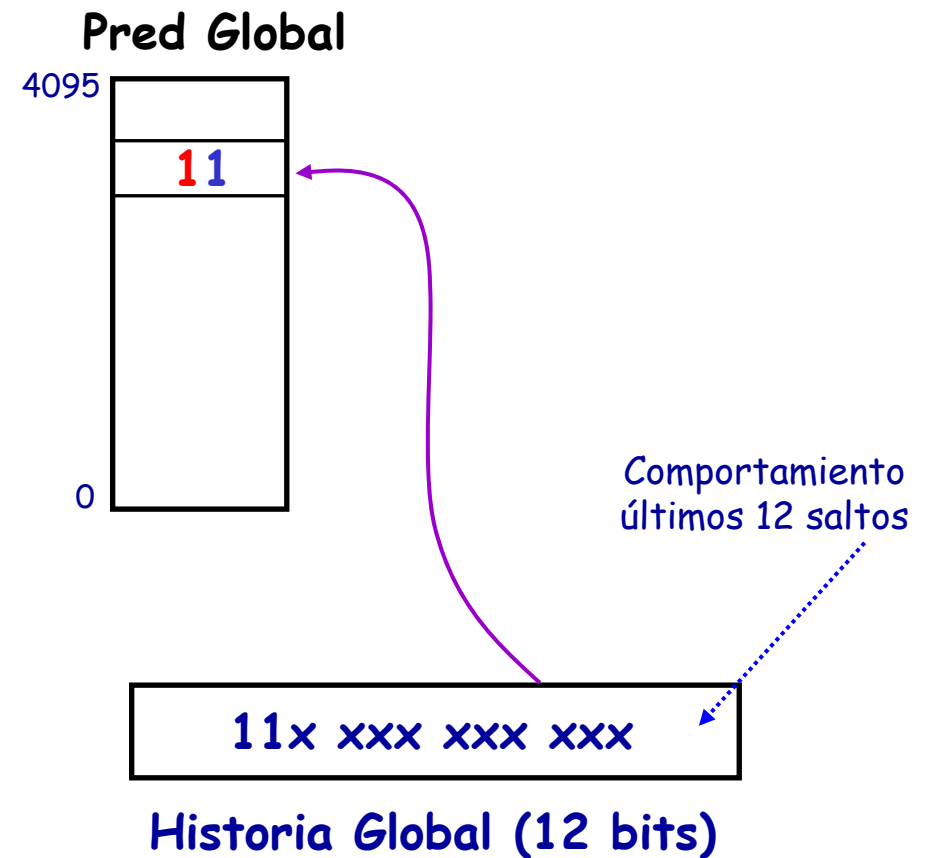 Pred Global
4095
11
0
Comportamiento
últimos 12 saltos
11x xxx xxx xxx
Historia Global (12 bits)